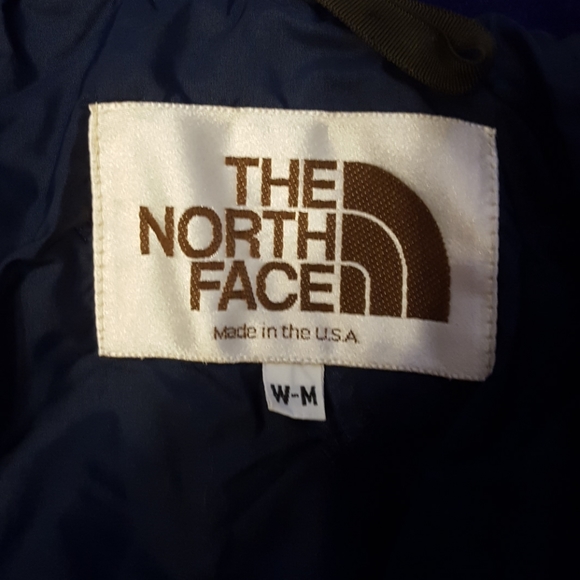 THE
NORTH
FACE
Made in the U.S.A.
W-M